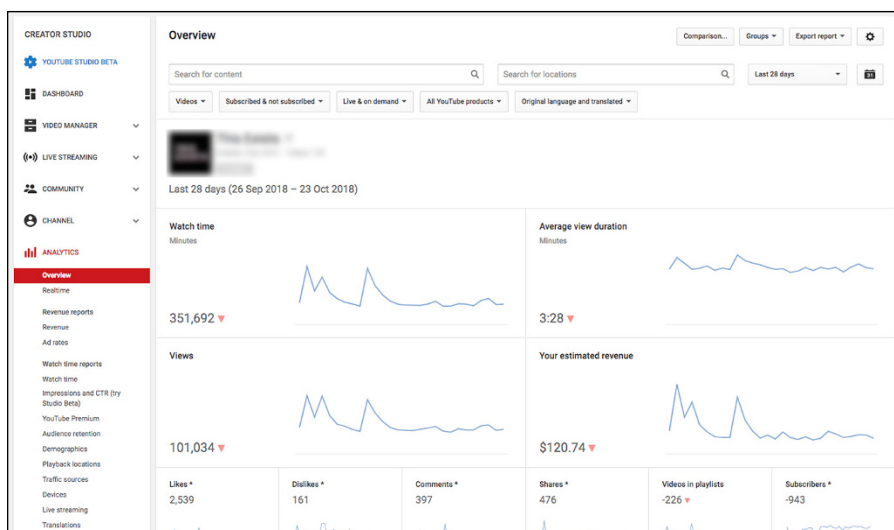 CREATOR STUDIO
YOUTUBE STUDIO BETA
DASHBOARD
VIDEO MANAGER
LIVE STREAMING
COMMUNITY
CHANNEL
ANALYTICS
Overview
Realtime
Revenue reports
Revenue
Ad rates
Watch time reports
Watch time
Impressions and CTR (try
Studio Beta)
YouTube Premium
Audience retention
Demographics
Playback locations
Traffic sources
Devices
Live streaming
Translations
Overview
Comparison...
Groups
Export report
Search for content
Search for locations
Last 28 days
31
Videos
Subscribed & not subscribed
Live & on demand
All YouTube products
Original language and translated
Last 28 days (26 Sep 2018 – 23 Oct 2018)
Watch time
Minutes
351,692
Average view duration
Minutes
3:28
Views
101,034
Your estimated revenue
$120.74
Likes *
2,539
Dislikes *
161
Comments *
397
Shares *
476
Videos in playlists
-226
Subscribers *
-943